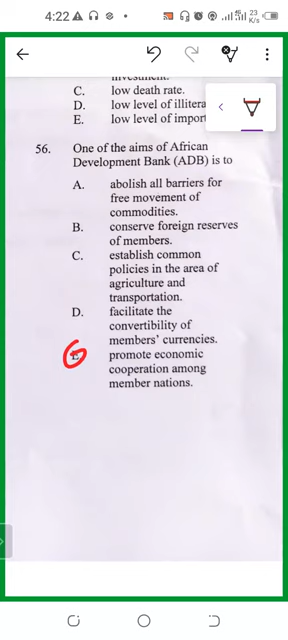 4:22
4G
23
K/s
investment.
C. low death rate.
D. low level of illitera
E. low level of import
56. One of the aims of African
Development Bank (ADB) is to
A. abolish all barriers for
free movement of
commodities.
B. conserve foreign reserves
of members.
C. establish common
policies in the area of
agriculture and
transportation.
D. facilitate the
convertibility of
members' currencies.
E. promote economic
cooperation among
member nations.